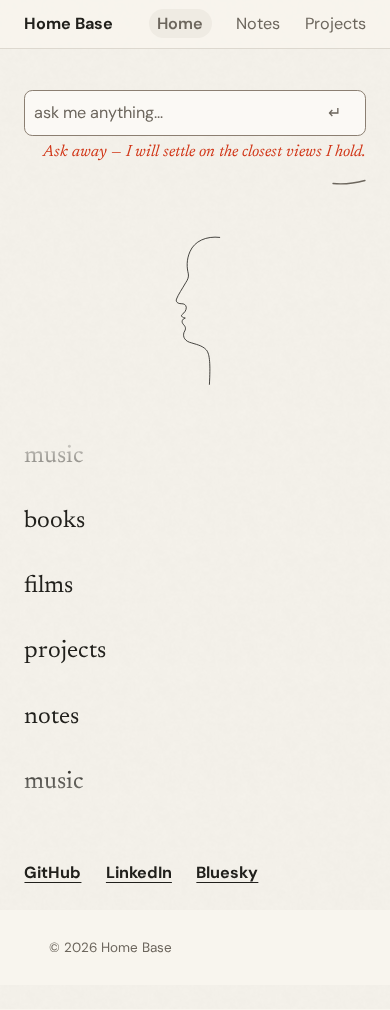 Home Base Home Notes Projects
ask me anything... ↵
Ask away — I will settle on the closest views I hold.
music
books
films
projects
notes
music
GitHub LinkedIn Bluesky
© 2026 Home Base